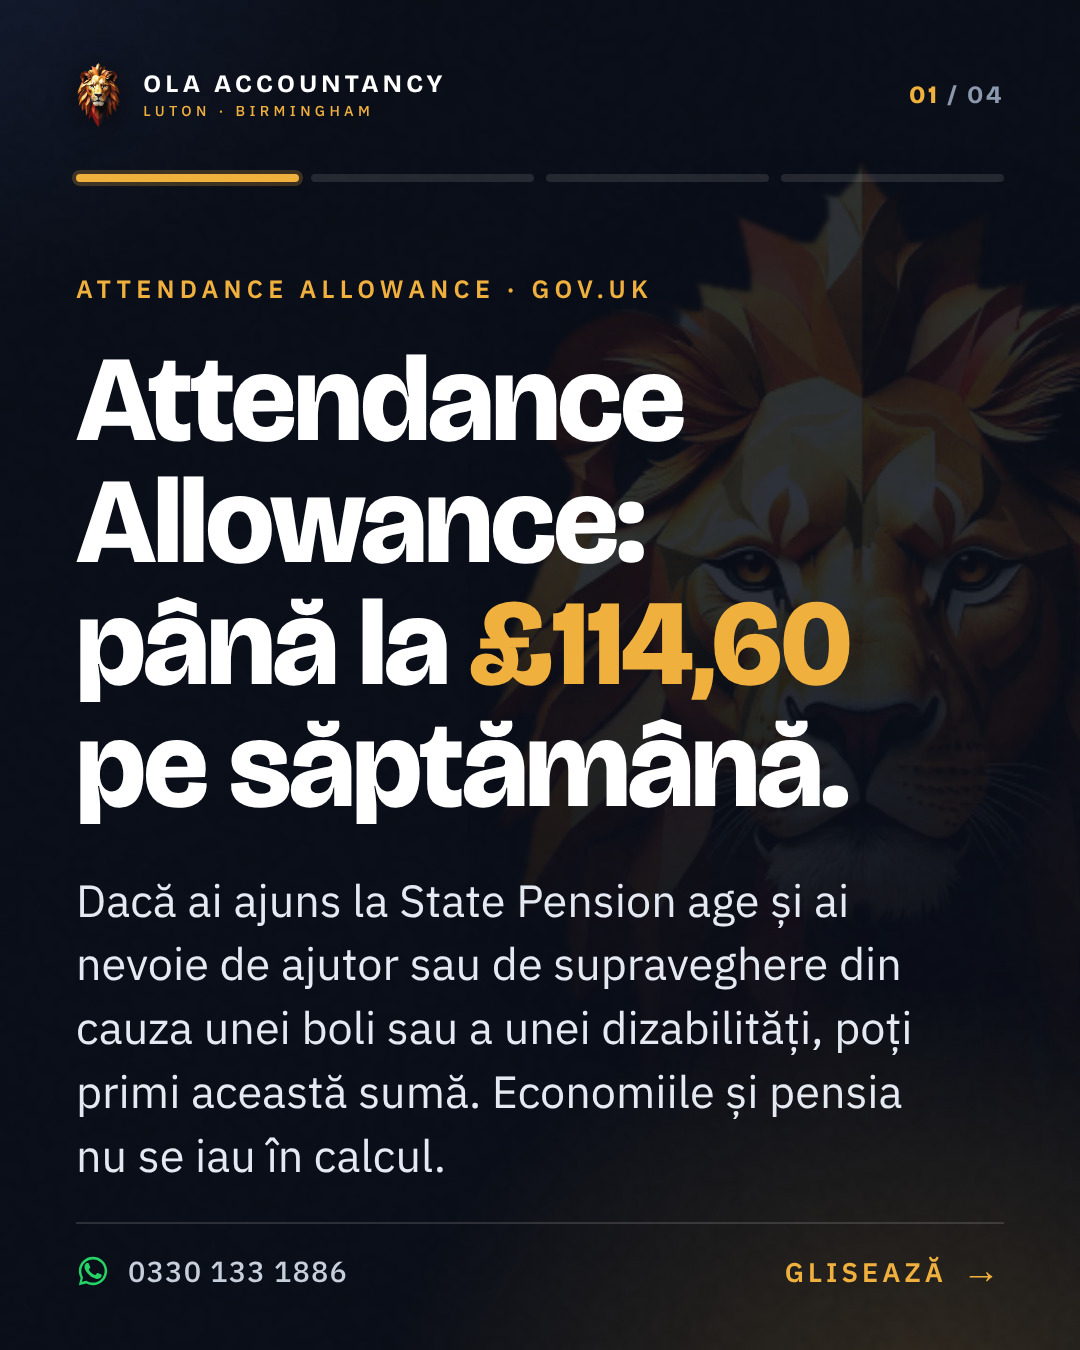 OLA ACCOUNTANCY
LUTON · BIRMINGHAM
01 / 04
ATTENDANCE ALLOWANCE · GOV.UK
Attendance
Allowance:
până la £114,60
pe săptămână.
Dacă ai ajuns la State Pension age și ai
nevoie de ajutor sau de supraveghere din
cauza unei boli sau a unei dizabilități, poți
primi această sumă. Economiile și pensia
nu se iau în calcul.
0330 133 1886
GLISEAZĂ →